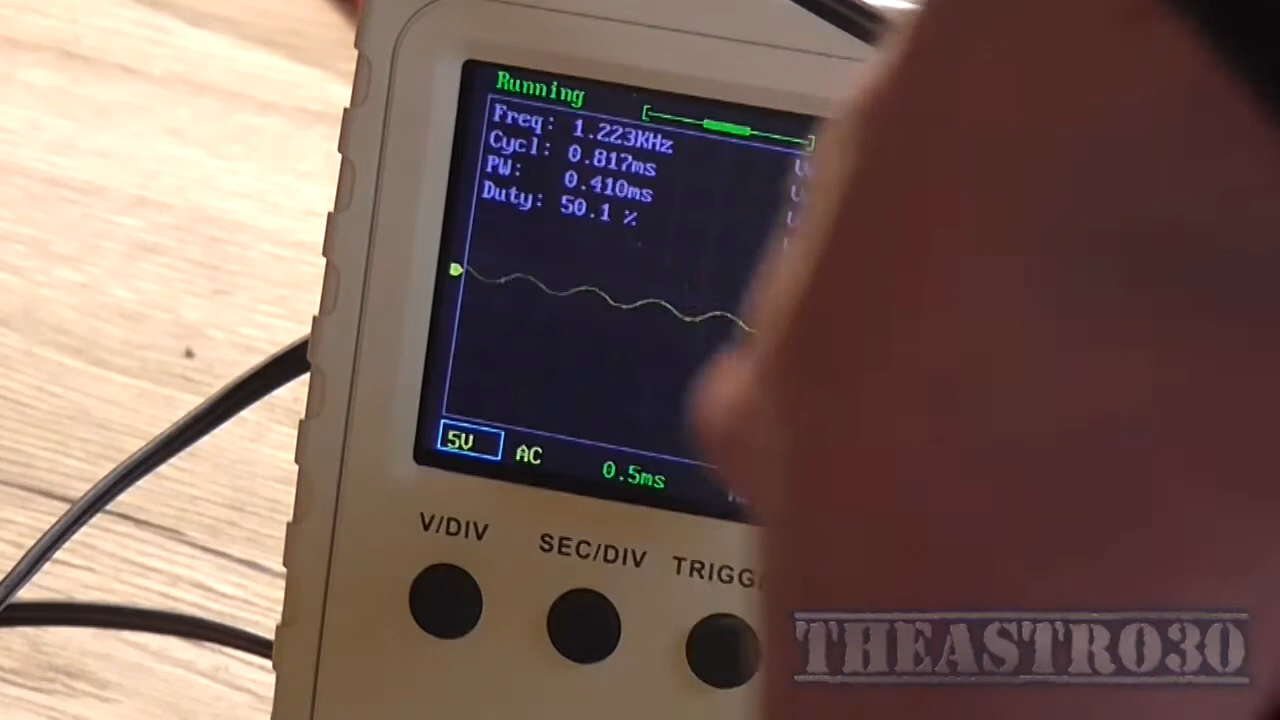 Running
Freq: 1.223KHz
Cycl: 0.817ms
PW: 0.410ms
Duty: 50.1 %
5V AC 0.5ms
V/DIV SEC/DIV
THEASTRO30